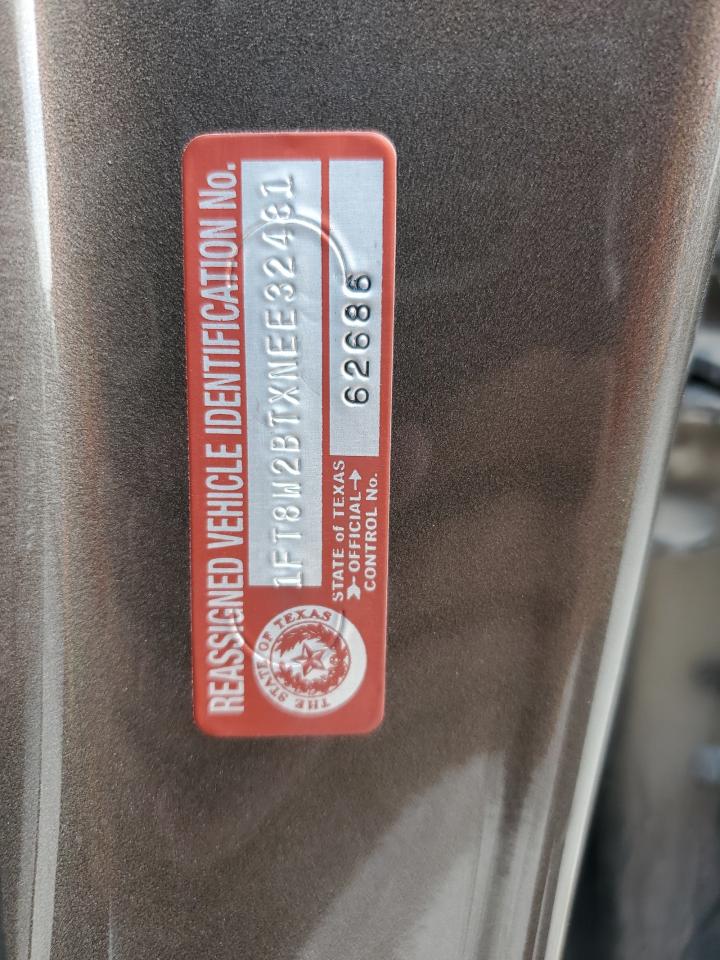 REASSIGNED VEHICLE IDENTIFICATION No.
1FT8W2BTXNEE32481
62686
STATE of TEXAS
OFFICIAL
CONTROL No.
THE STATE OF TEXAS